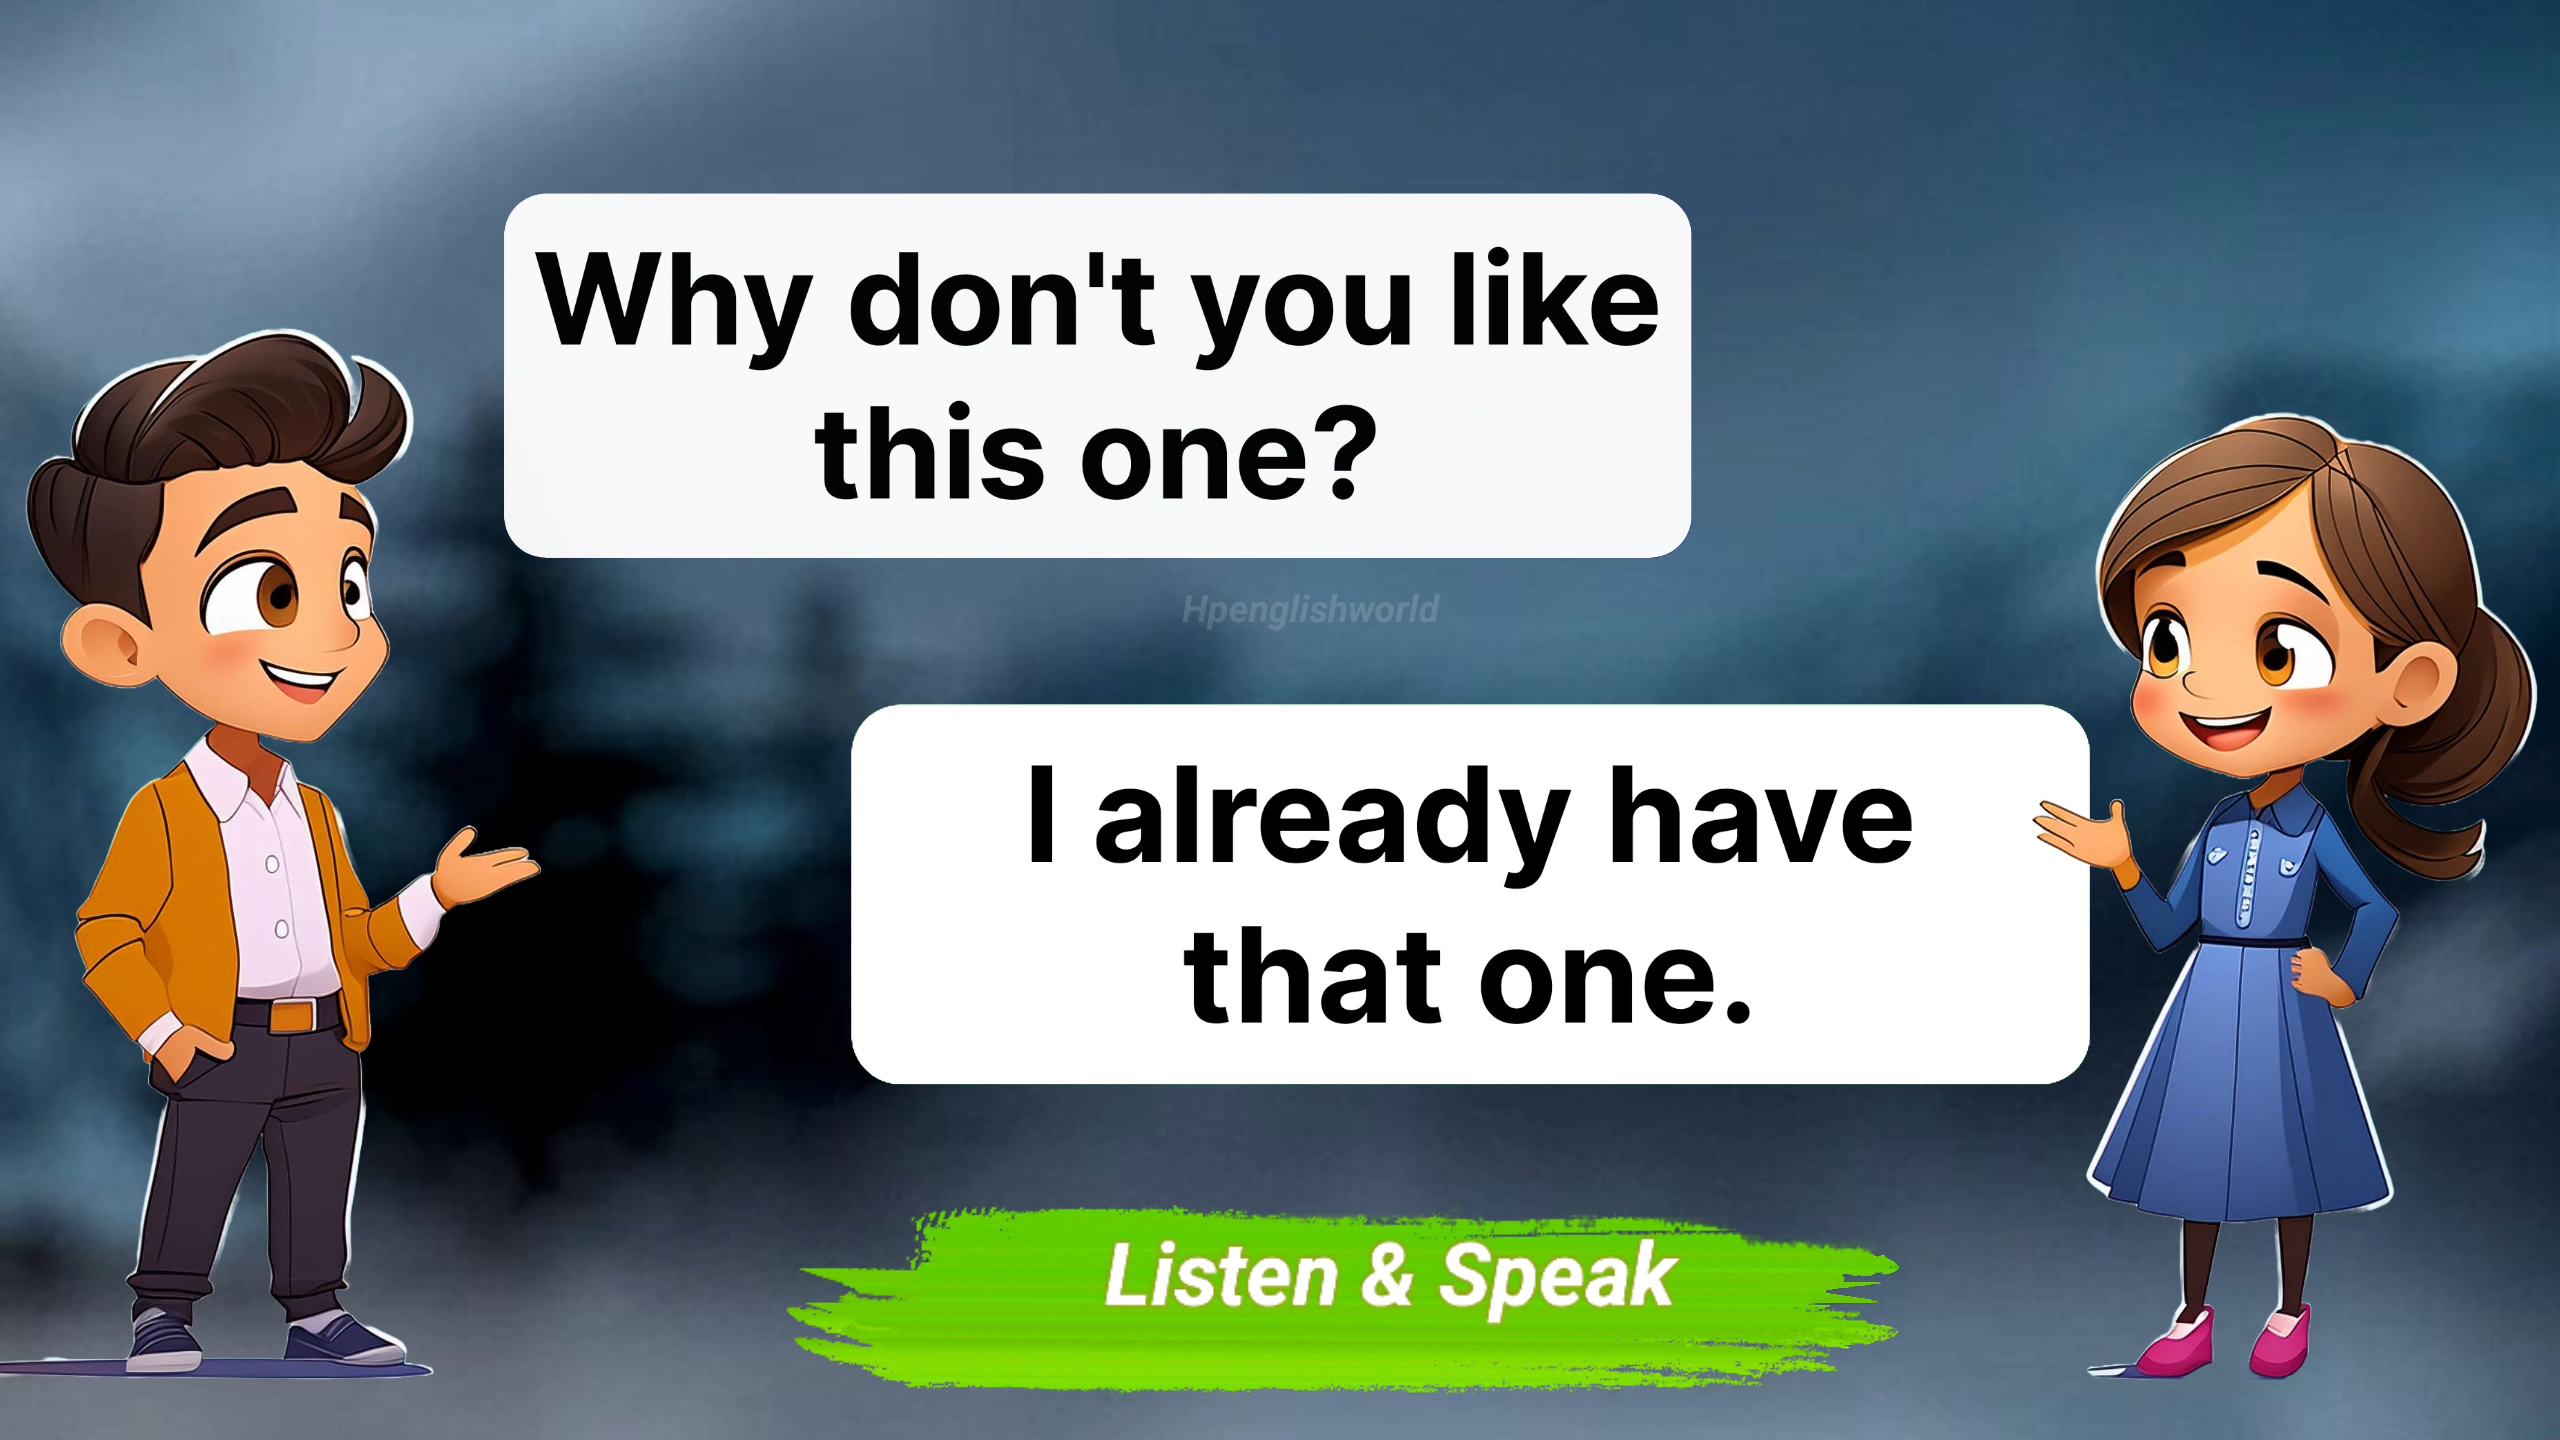 Why don't you like
this one?
Hpenglishworld
I already have
that one.
Listen & Speak